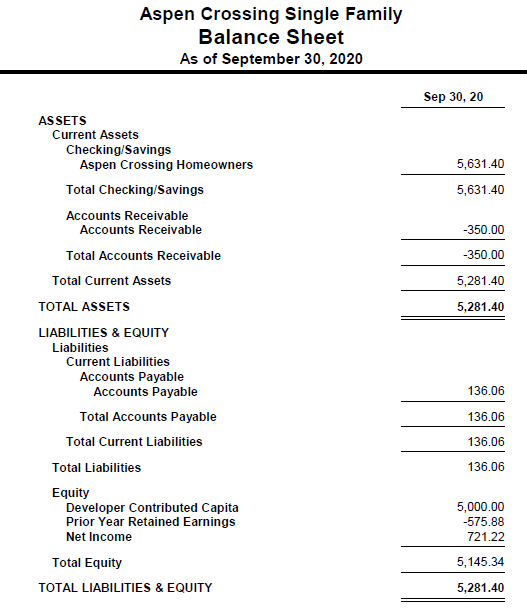 Aspen Crossing Single Family
Balance Sheet
As of September 30, 2020
Sep 30, 20
ASSETS
Current Assets
Checking/Savings
Aspen Crossing Homeowners 5,631.40
Total Checking/Savings 5,631.40
Accounts Receivable
Accounts Receivable -350.00
Total Accounts Receivable -350.00
Total Current Assets 5,281.40
TOTAL ASSETS 5,281.40
LIABILITIES & EQUITY
Liabilities
Current Liabilities
Accounts Payable
Accounts Payable 136.06
Total Accounts Payable 136.06
Total Current Liabilities 136.06
Total Liabilities 136.06
Equity
Developer Contributed Capita 5,000.00
Prior Year Retained Earnings -575.88
Net Income 721.22
Total Equity 5,145.34
TOTAL LIABILITIES & EQUITY 5,281.40